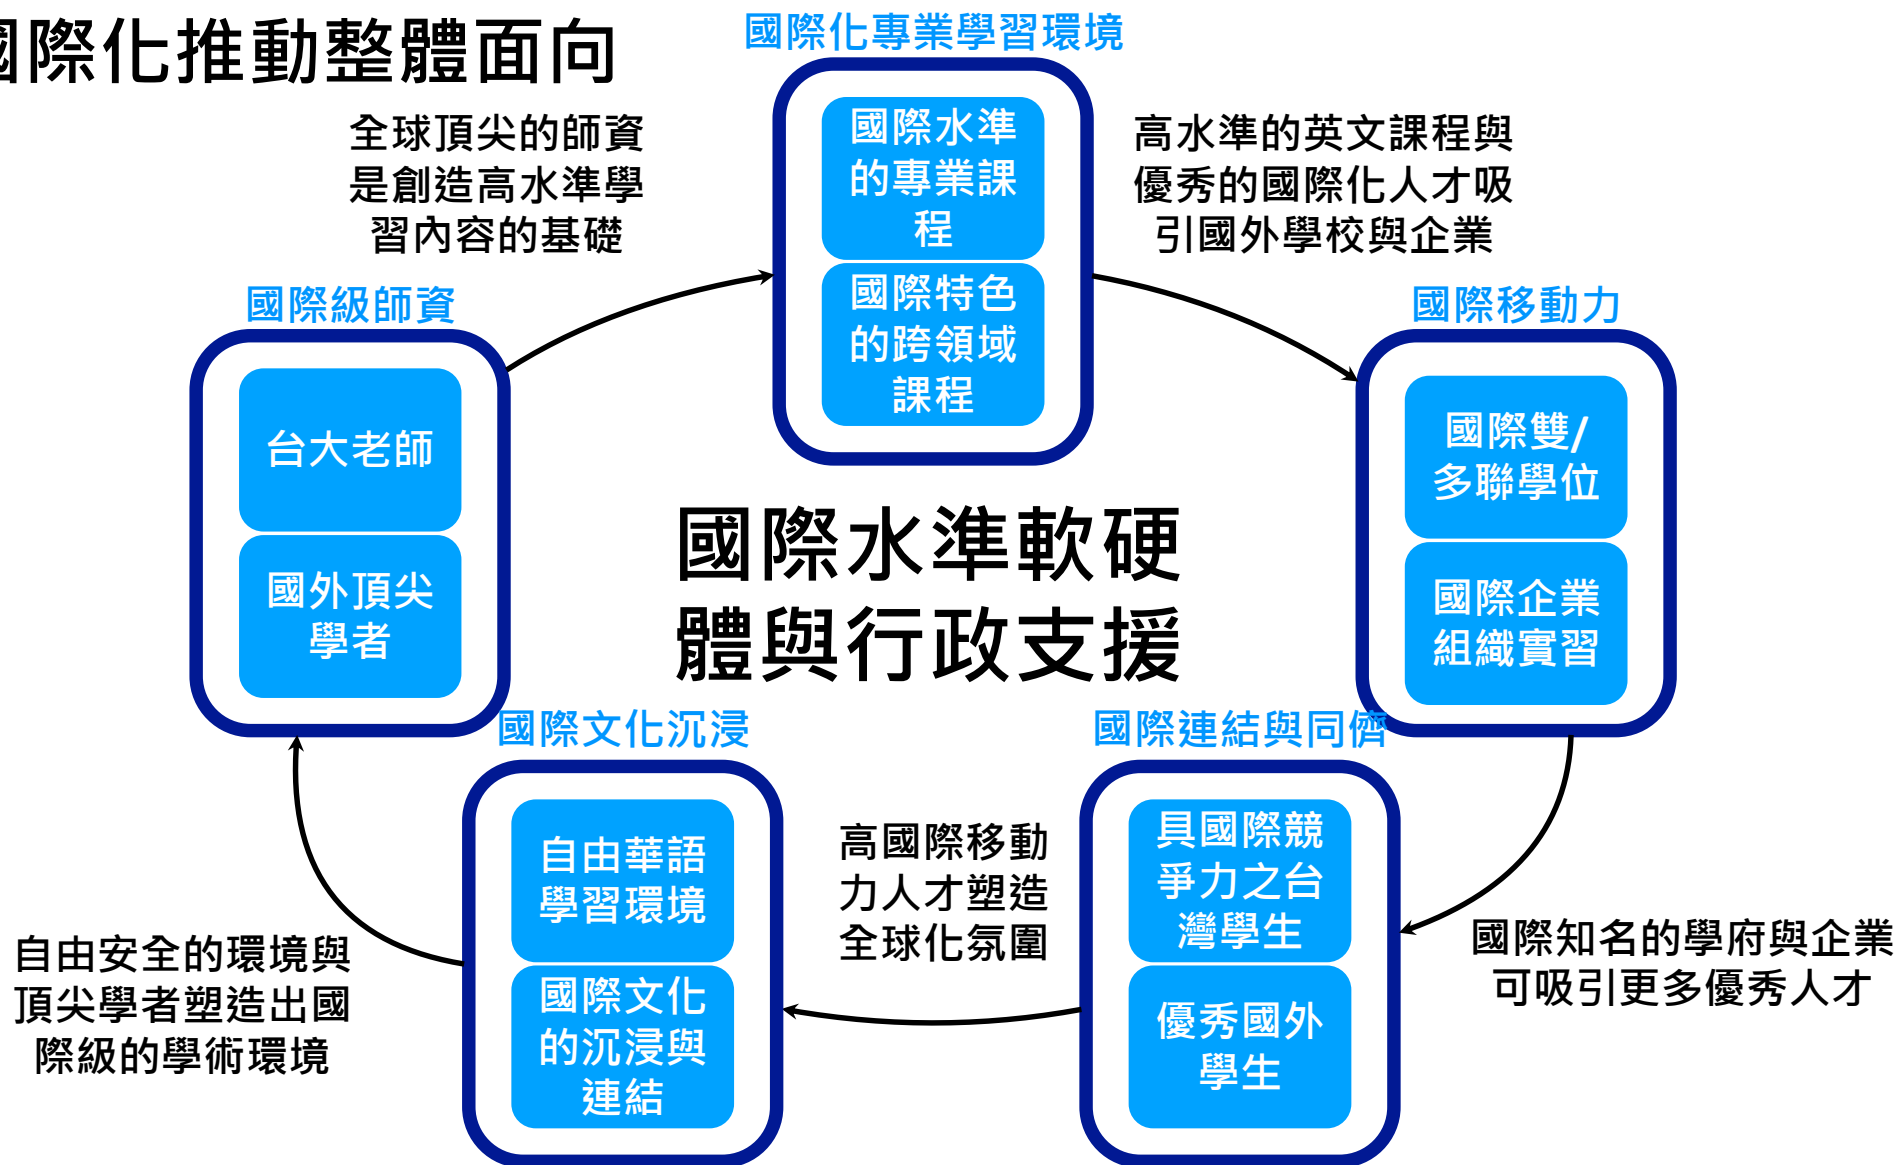 國際化推動整體面向
國際化專業學習環境
國際水準
的專業課
程
國際特色
的跨領域
課程
全球頂尖的師資
是創造高水準學
習內容的基礎
高水準的英文課程與
優秀的國際化人才吸
引國外學校與企業
國際級師資
台大老師
國外頂尖
學者
國際移動力
國際雙/
多聯學位
國際企業
組織實習
國際水準軟硬
體與行政支援
國際文化沉浸
自由華語
學習環境
國際文化
的沉浸與
連結
國際連結與同儕
具國際競
爭力之台
灣學生
優秀國外
學生
高國際移動
力人才塑造
全球化氛圍
國際知名的學府與企業
可吸引更多優秀人才
自由安全的環境與
頂尖學者塑造出國
際級的學術環境